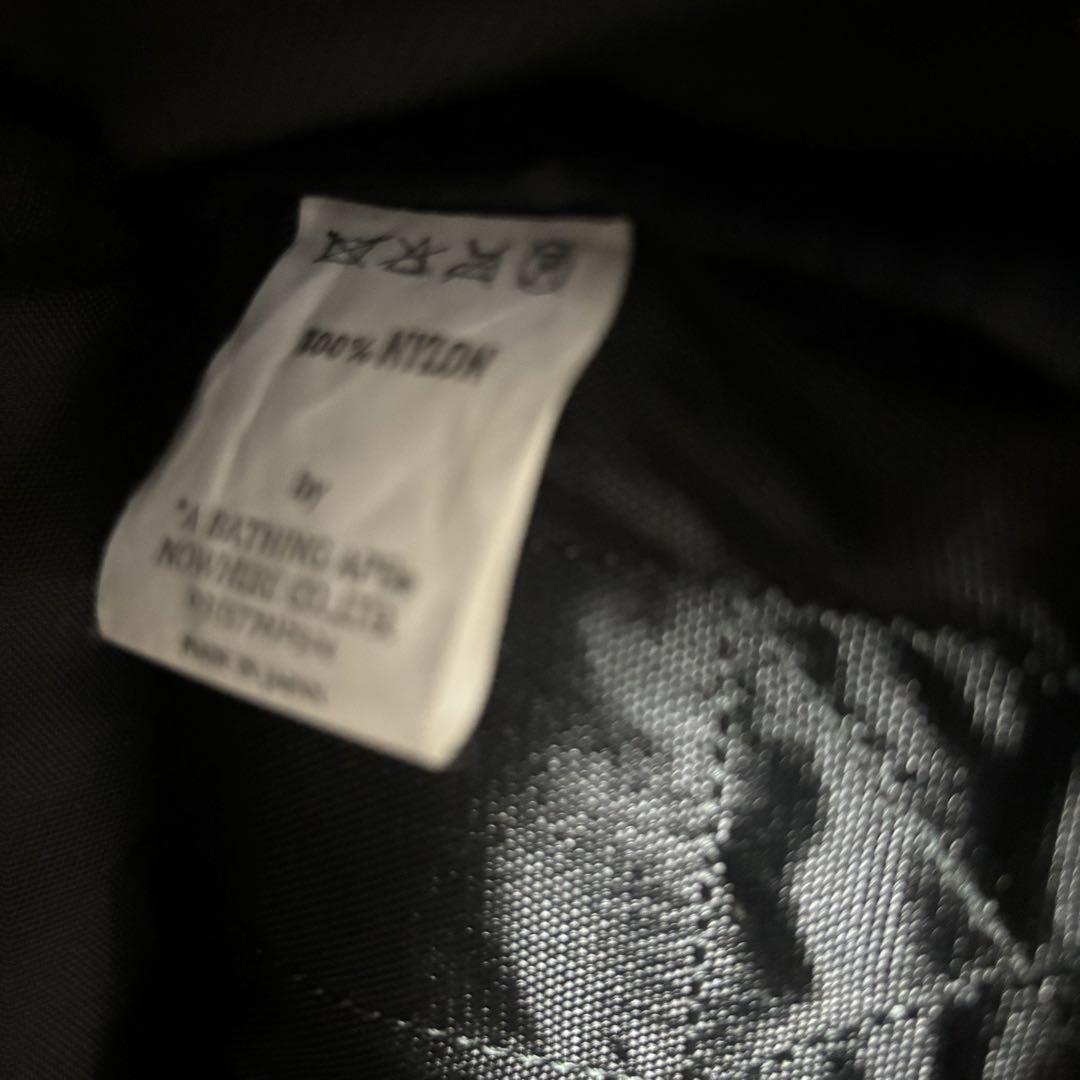 100% NYLON
by
"A BATHING APE®
NOWHERE CO.LTD.
MADE IN JAPAN.